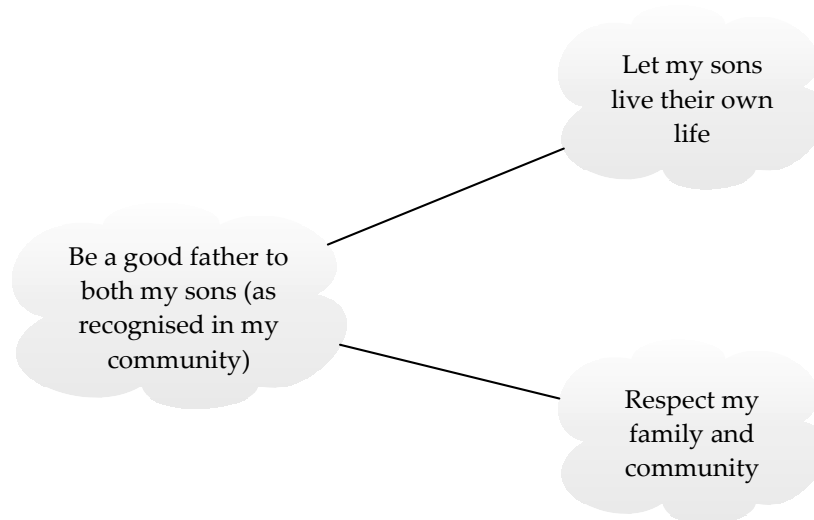 Let my sons
live their own
life
Be a good father to
both my sons (as
recognised in my
community)
Respect my
family and
community